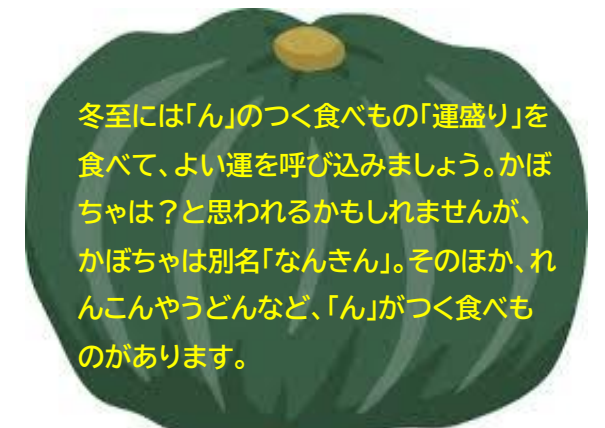 冬至には「ん」のつく食べもの「運盛り」を
食べて、よい運を呼び込みましょう。かぼ
ちゃは？と思われるかもしれませんが、
かぼちゃは別名「なんきん」。そのほか、れ
んこんやうどんなど、「ん」がつく食べも
のがあります。